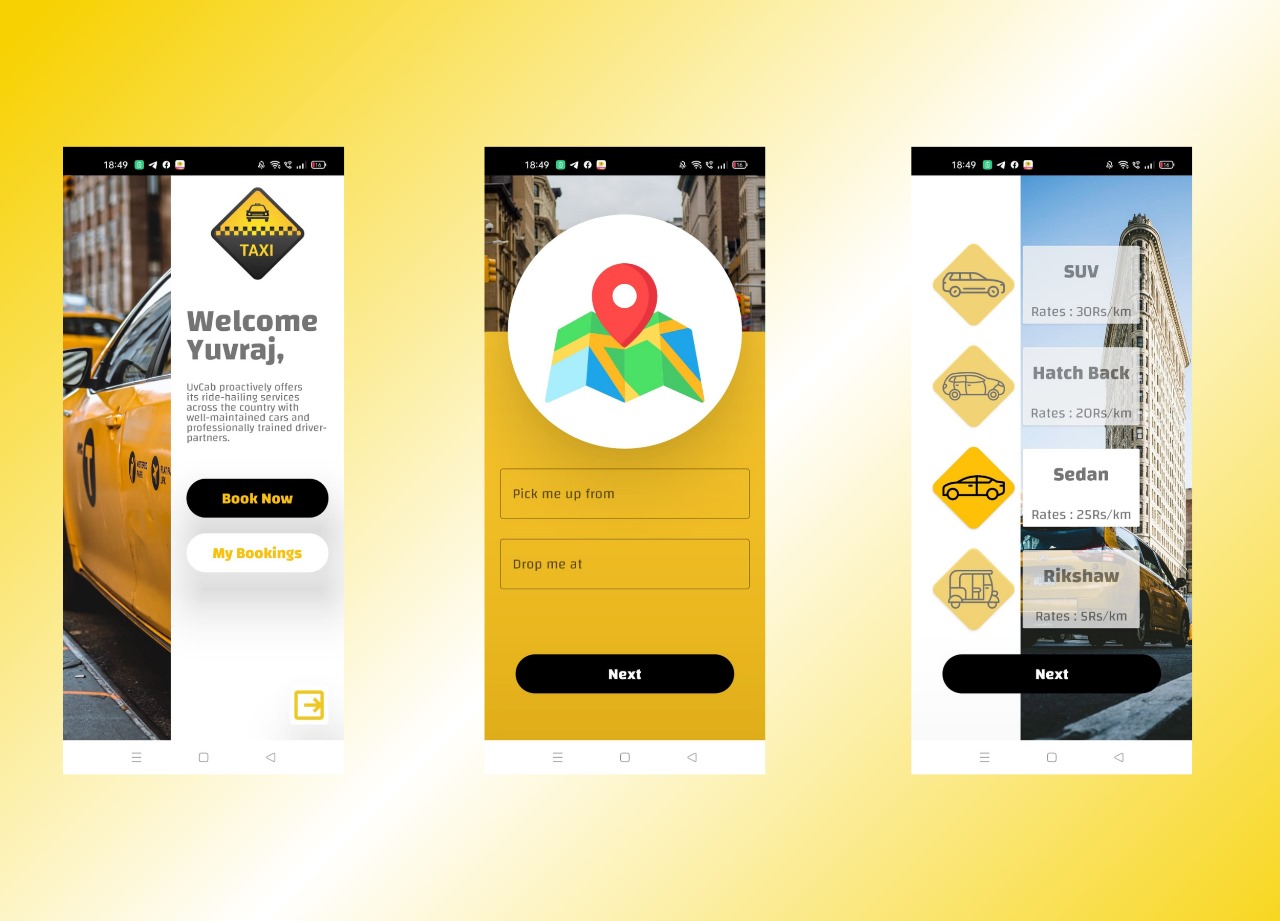 18:49
TAXI
Welcome
Yuvraj,
UvCab proactively offers
its ride-hailing services
across the country with
well-maintained cars and
professionally trained driver-
partners.
Book Now
My Bookings
18:49
Pick me up from
Drop me at
Next
18:49
SUV
Rates : 30Rs/km
Hatch Back
Rates : 20Rs/km
Sedan
Rates : 25Rs/km
Rikshaw
Rates : 5Rs/km
Next